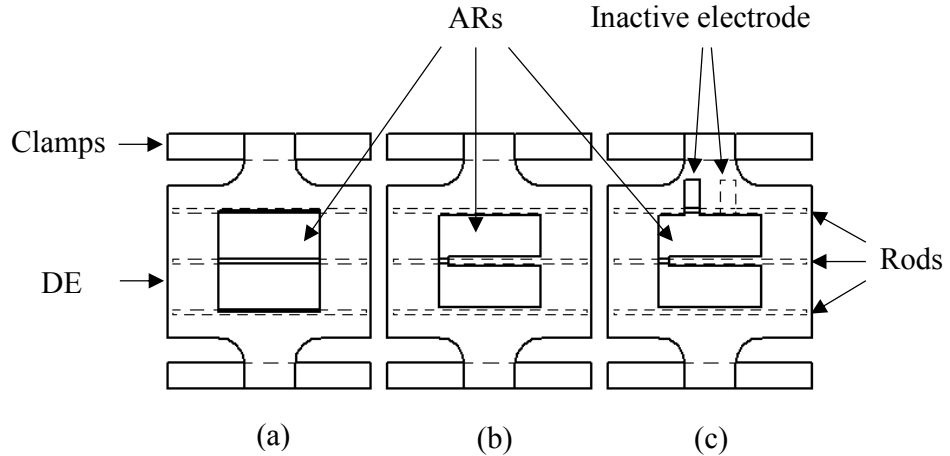 ARs
Inactive electrode
Clamps
DE
Rods
(a)
(b)
(c)